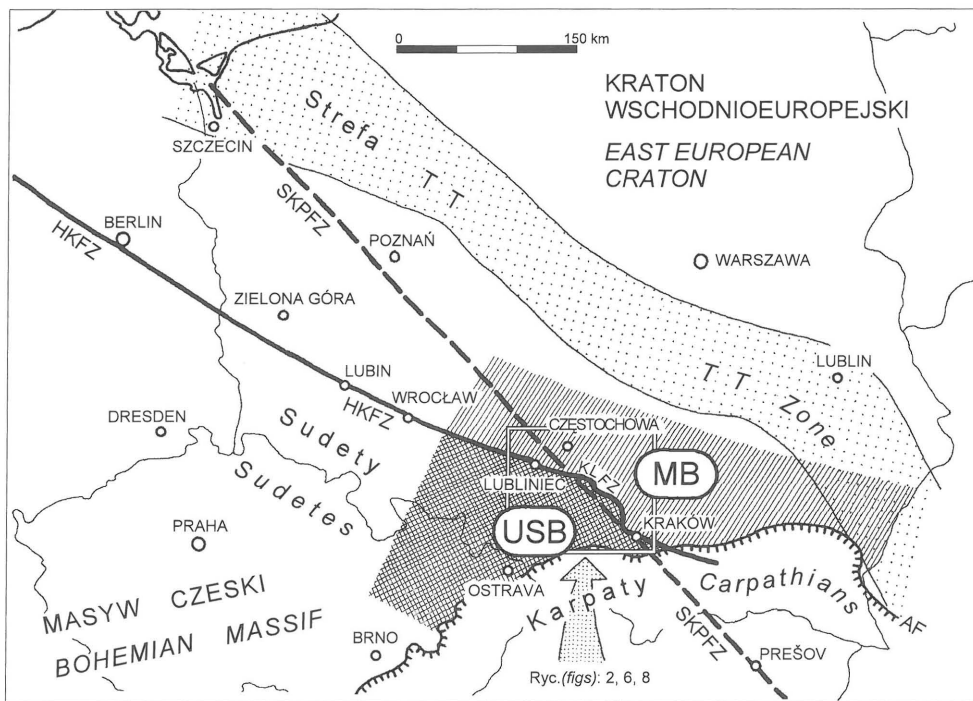 0 150 km
KRATON
WSCHODNIOEUROPEJSKI
EAST EUROPEAN
CRATON
Strefa
T T
SZCZECIN
SKPFZ
BERLIN
HKFZ
POZNAŃ
WARSZAWA
ZIELONA GÓRA
LUBLIN
T T
Zone
LUBIN
HKFZ
WROCŁAW
DRESDEN
CZĘSTOCHOWA
Sudety
Sudetes
LUBLINIEC
KLFZ
MB
USB
KRAKÓW
PRAHA
OSTRAVA
Karpaty
Carpathians
AF
MASYW CZESKI
BOHEMIAN MASSIF
BRNO
SKPFZ
PREŠOV
Ryc.(figs): 2, 6, 8